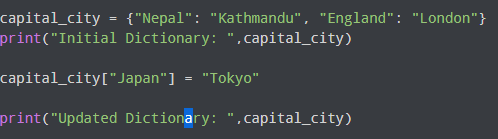 capital_city = {"Nepal": "Kathmandu", "England": "London"}
print("Initial Dictionary: ",capital_city)
capital_city["Japan"] = "Tokyo"
print("Updated Dictionary: ",capital_city)